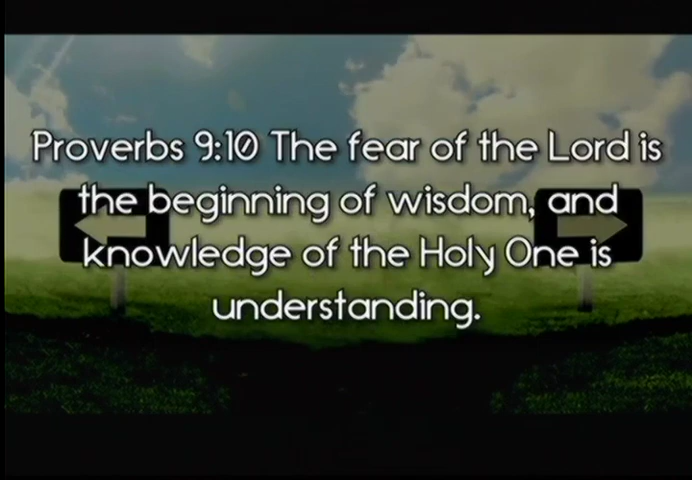 Proverbs 9:10 The fear of the Lord is
the beginning of wisdom, and
knowledge of the Holy One is
understanding.